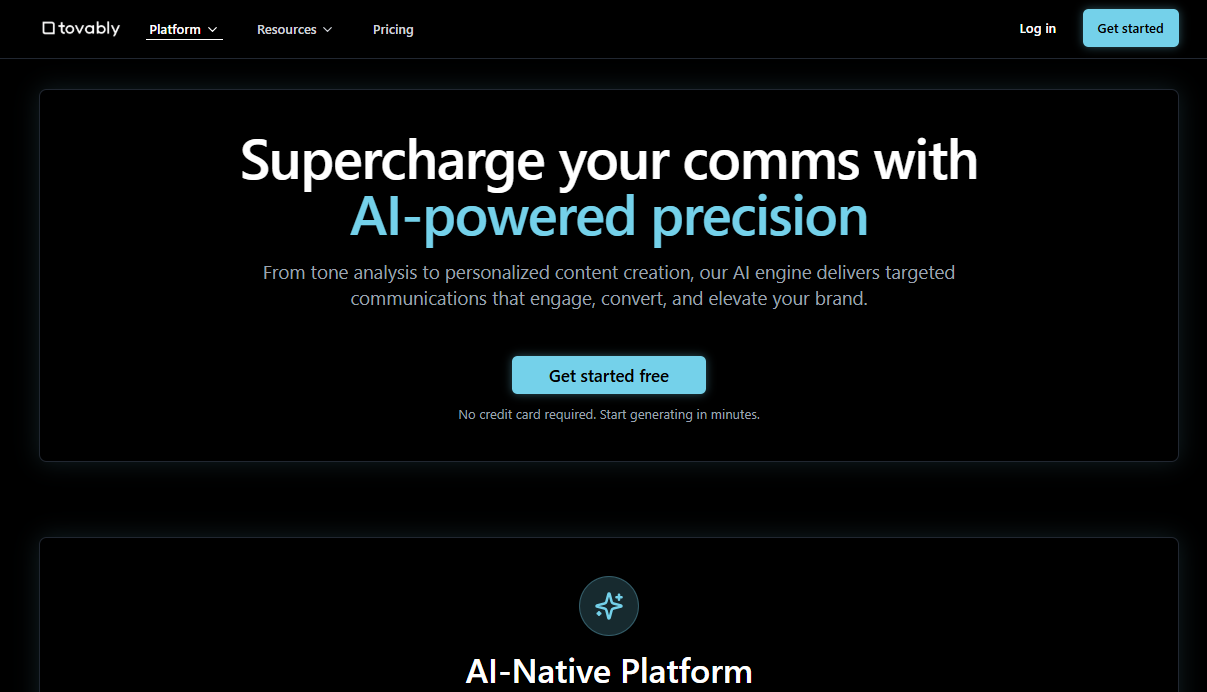 tovably
Platform
Resources
Pricing
Log in
Get started
Supercharge your comms with
AI-powered precision
From tone analysis to personalized content creation, our AI engine delivers targeted
communications that engage, convert, and elevate your brand.
Get started free
No credit card required. Start generating in minutes.
AI-Native Platform